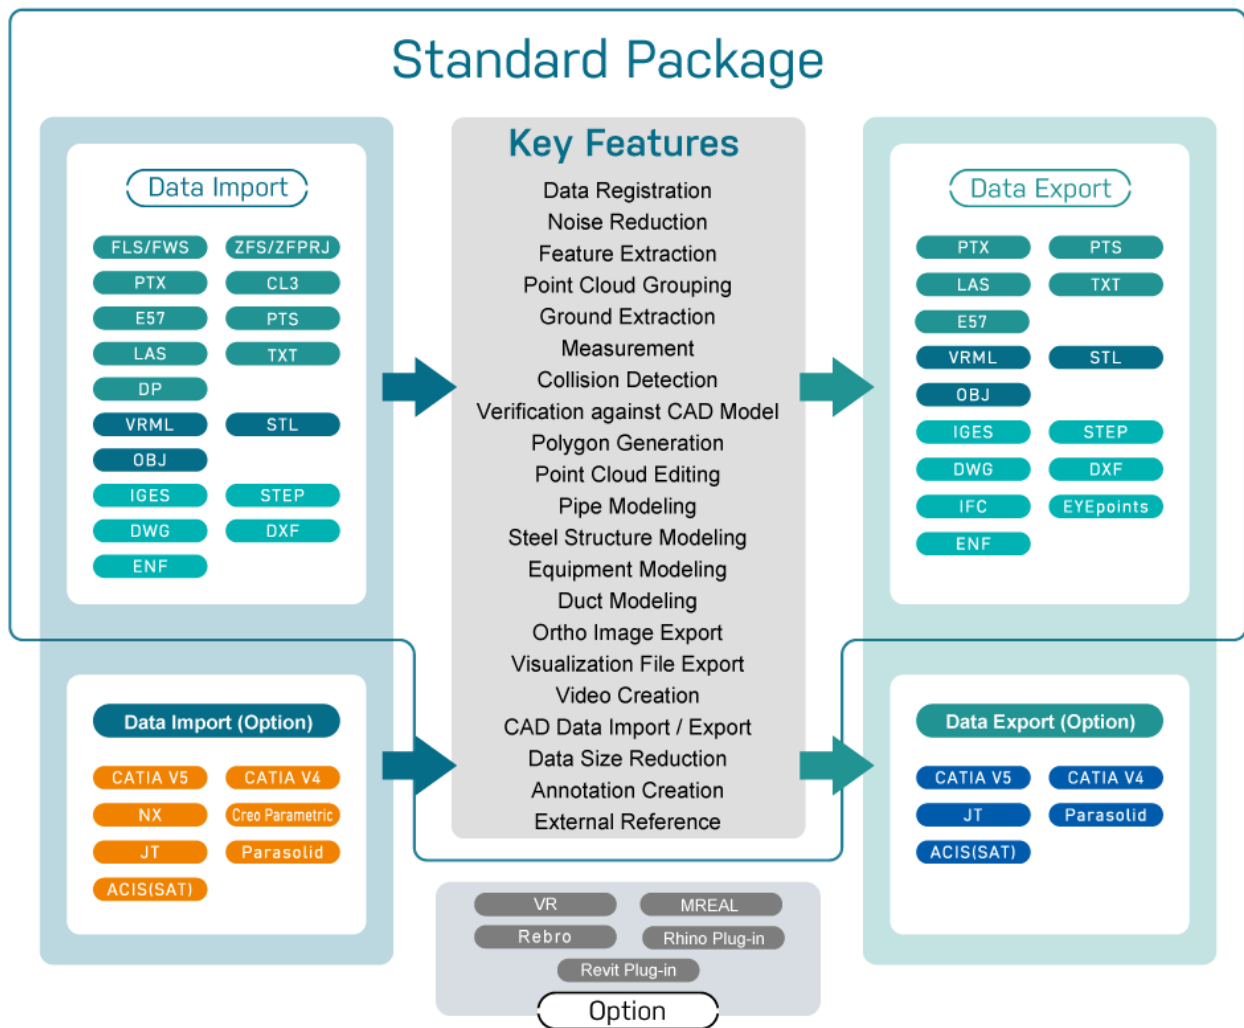 Standard Package
Data Import
FLS/FWS ZFS/ZFPRJ
PTX CL3
E57 PTS
LAS TXT
DP
VRML STL
OBJ
IGES STEP
DWG DXF
ENF
Data Import (Option)
CATIA V5 CATIA V4
NX Creo Parametric
JT Parasolid
ACIS(SAT)
Key Features
Data Registration
Noise Reduction
Feature Extraction
Point Cloud Grouping
Ground Extraction
Measurement
Collision Detection
Verification against CAD Model
Polygon Generation
Point Cloud Editing
Pipe Modeling
Steel Structure Modeling
Equipment Modeling
Duct Modeling
Ortho Image Export
Visualization File Export
Video Creation
CAD Data Import / Export
Data Size Reduction
Annotation Creation
External Reference
Data Export
PTX PTS
LAS TXT
E57
VRML STL
OBJ
IGES STEP
DWG DXF
IFC EYEpoints
ENF
Data Export (Option)
CATIA V5 CATIA V4
JT Parasolid
ACIS(SAT)
VR MREAL
Rebro Rhino Plug-in
Revit Plug-in
Option